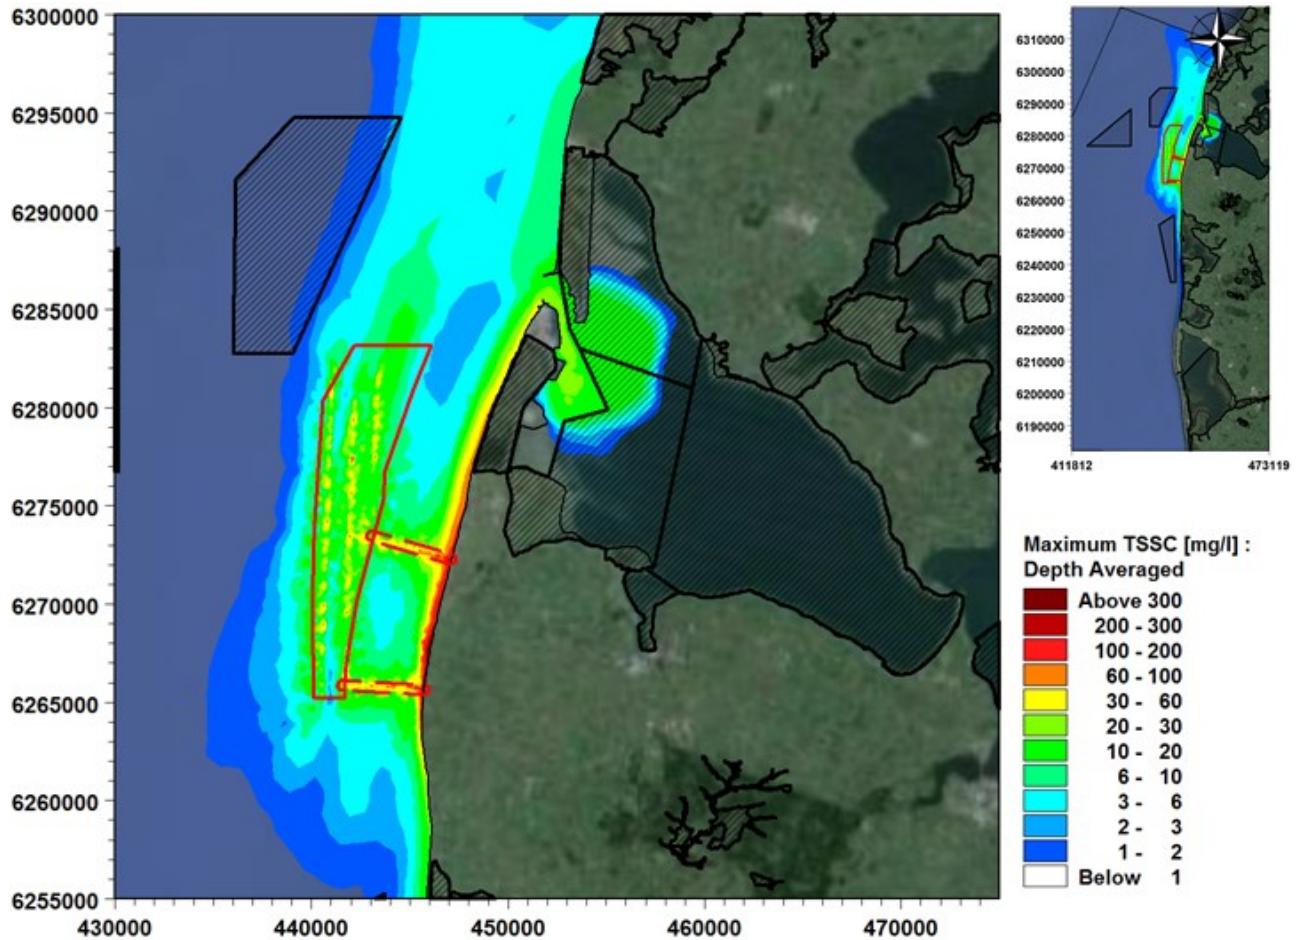 6300000
6295000
6290000
6285000
6280000
6275000
6270000
6265000
6260000
6255000
430000 440000 450000 460000 470000
6310000
6300000
6290000
6280000
6270000
6260000
6250000
6240000
6230000
6220000
6210000
6200000
6190000
411812 473119
Maximum TSSC [mg/l] :
Depth Averaged
Above 300
200 - 300
100 - 200
60 - 100
30 - 60
20 - 30
10 - 20
6 - 10
3 - 6
2 - 3
1 - 2
Below 1